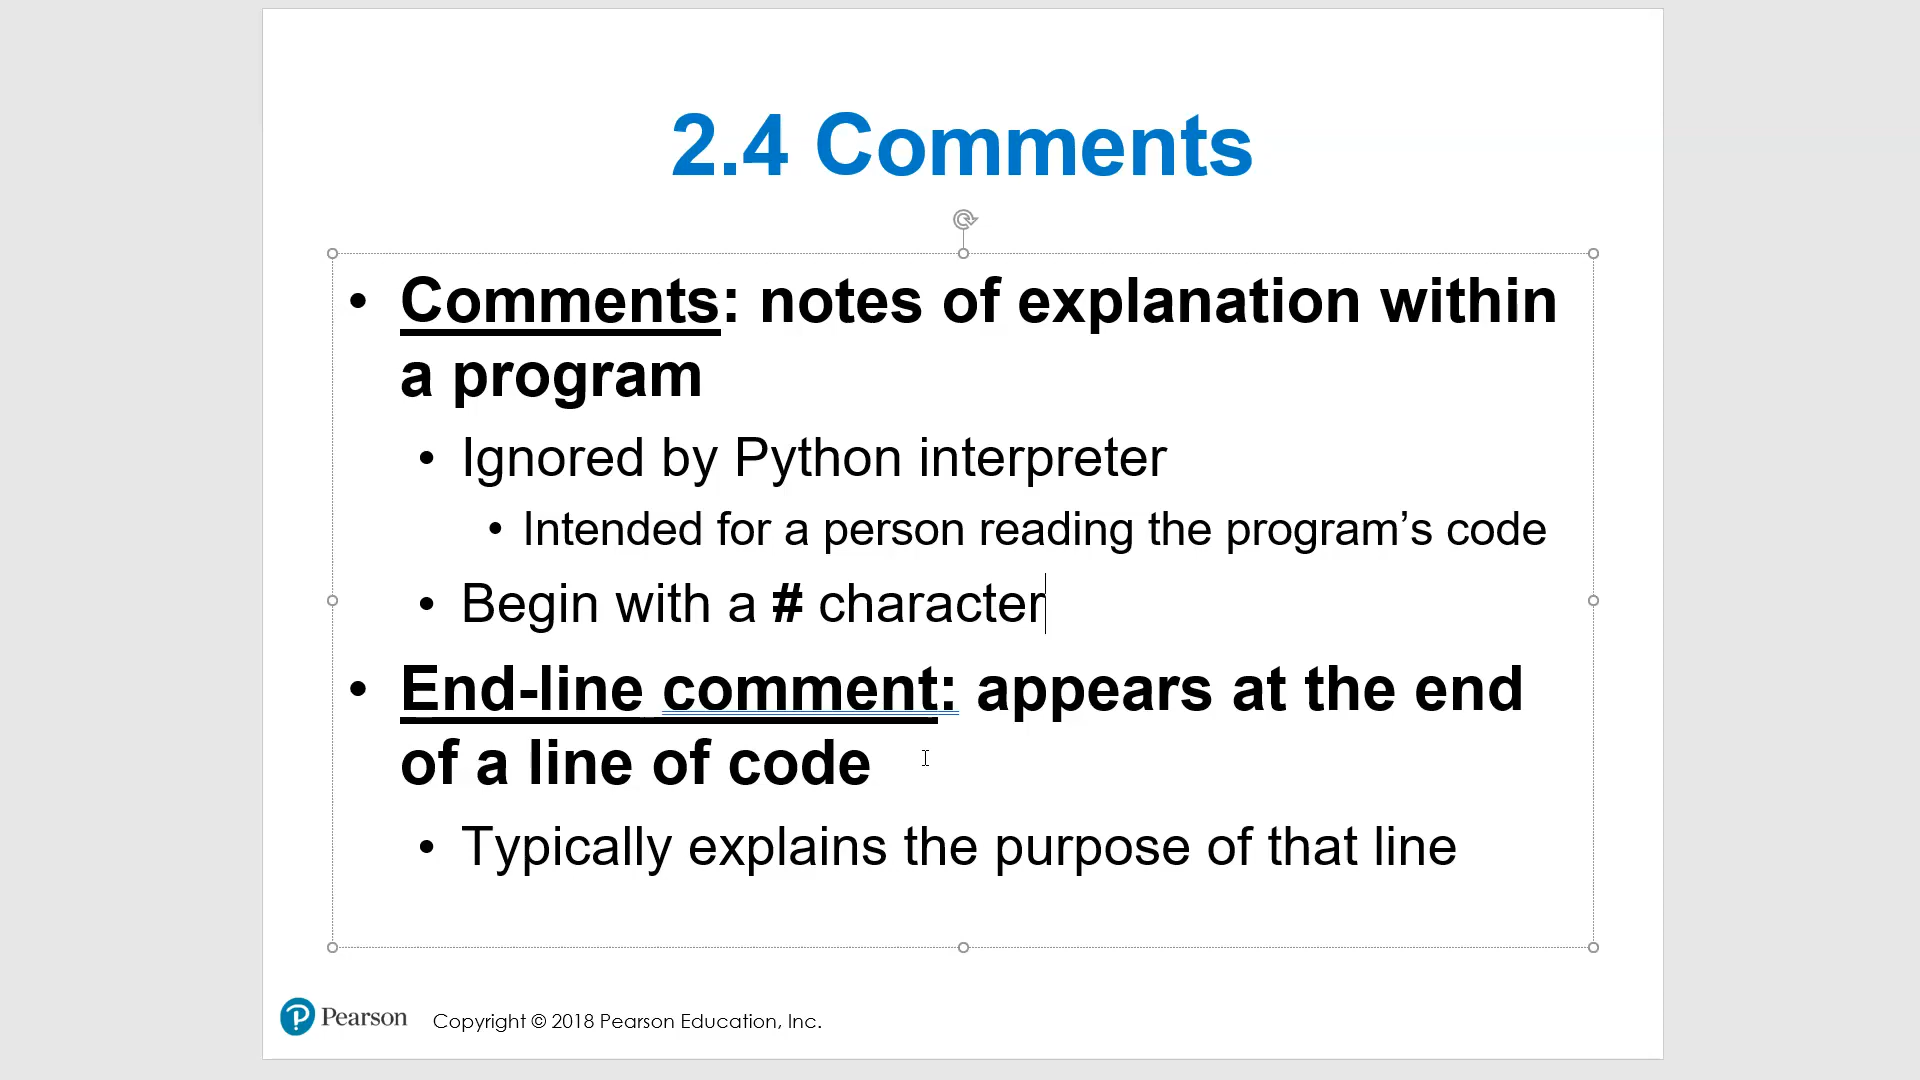 2.4 Comments
• Comments: notes of explanation within
a program
• Ignored by Python interpreter
• Intended for a person reading the program’s code
• Begin with a # character
• End-line comment: appears at the end
of a line of code
• Typically explains the purpose of that line
Pearson Copyright © 2018 Pearson Education, Inc.